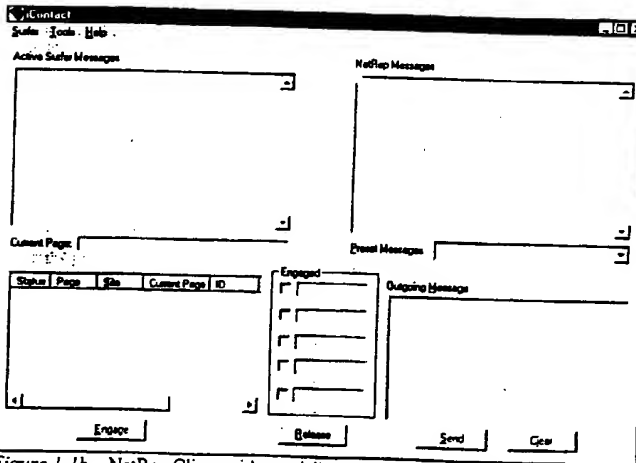 iContact
Surfer Tools Help
Active Surfer Messages
NetRep Messages
Current Page:
Preset Messages
Status Page Site Current Page ID
Engaged
Outgoing Message
Engage
Release
Send
Clear